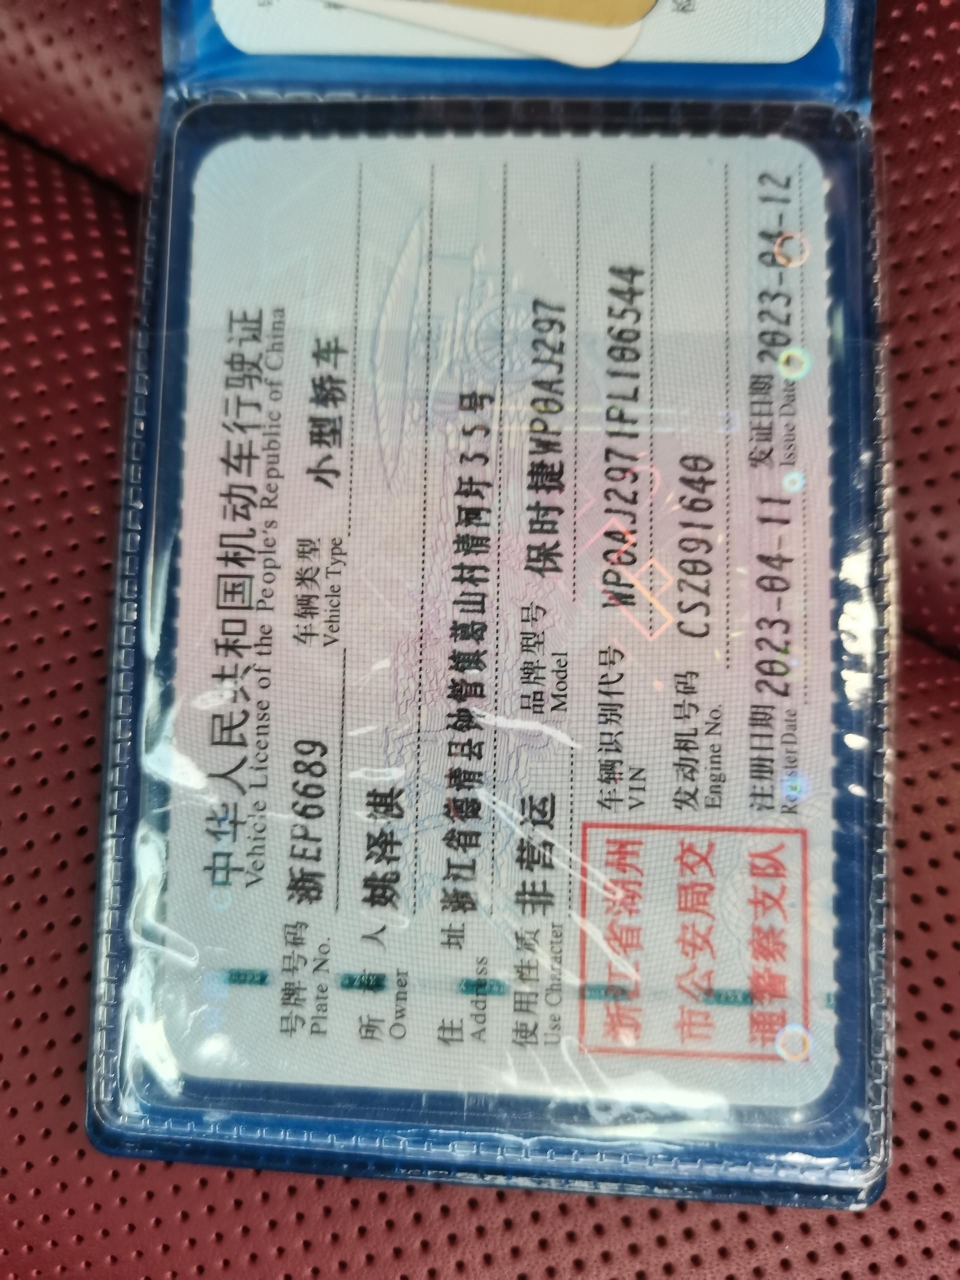 中华人民共和国机动车行驶证
Vehicle License of the People's Republic of China
号牌号码 浙EP6689 车辆类型 小型轿车
Plate No. Vehicle Type
所有人 姚泽淇
Owner
住址 浙江省德清县钟管镇葛山村清河圩35号
Address
使用性质 非营运 品牌型号 保时捷WP0AJ297
Use Character Model
浙江省湖州
市公安局交
通警察支队
车辆识别代号 WP0AJ2971PL106544
VIN
发动机号码 CSZ091640
Engine No.
注册日期 2023-04-11 发证日期 2023-04-12
Register Date Issue Date